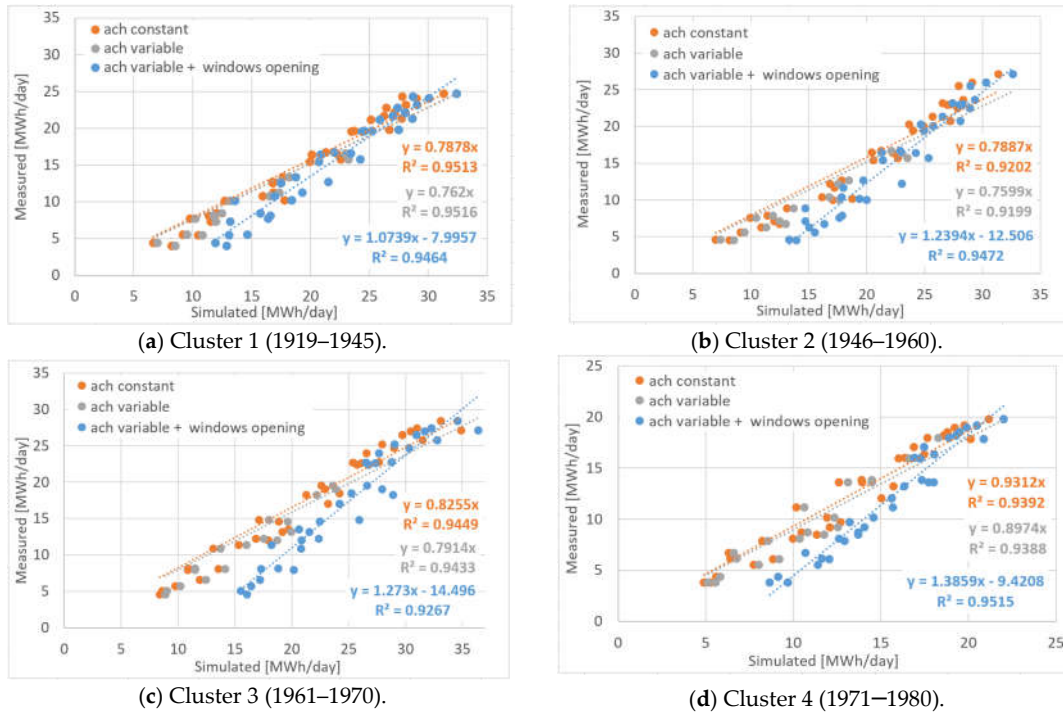 35
30
25
20
15
10
5
0
Measured [MWh/day]
ach constant
ach variable
ach variable + windows opening
y = 0.7878x
R² = 0.9513
y = 0.762x
R² = 0.9516
y = 1.0739x - 7.9957
R² = 0.9464
0 5 10 15 20 25 30 35
Simulated [MWh/day]
(a) Cluster 1 (1919–1945).
35
30
25
20
15
10
5
0
Measured [MWh/day]
ach constant
ach variable
ach variable + windows opening
y = 0.7887x
R² = 0.9202
y = 0.7599x
R² = 0.9199
y = 1.2394x - 12.506
R² = 0.9472
0 5 10 15 20 25 30 35
Simulated [MWh/day]
(b) Cluster 2 (1946–1960).
35
30
25
20
15
10
5
0
Measured [MWh/day]
ach constant
ach variable
ach variable + windows opening
y = 0.8255x
R² = 0.9449
y = 0.7914x
R² = 0.9433
y = 1.273x - 14.496
R² = 0.9267
0 5 10 15 20 25 30 35
Simulated [MWh/day]
(c) Cluster 3 (1961–1970).
25
20
15
10
5
0
Measured [MWh/day]
ach constant
ach variable
ach variable + windows opening
y = 0.9312x
R² = 0.9392
y = 0.8974x
R² = 0.9388
y = 1.3859x - 9.4208
R² = 0.9515
0 5 10 15 20 25
Simulated [MWh/day]
(d) Cluster 4 (1971–1980).